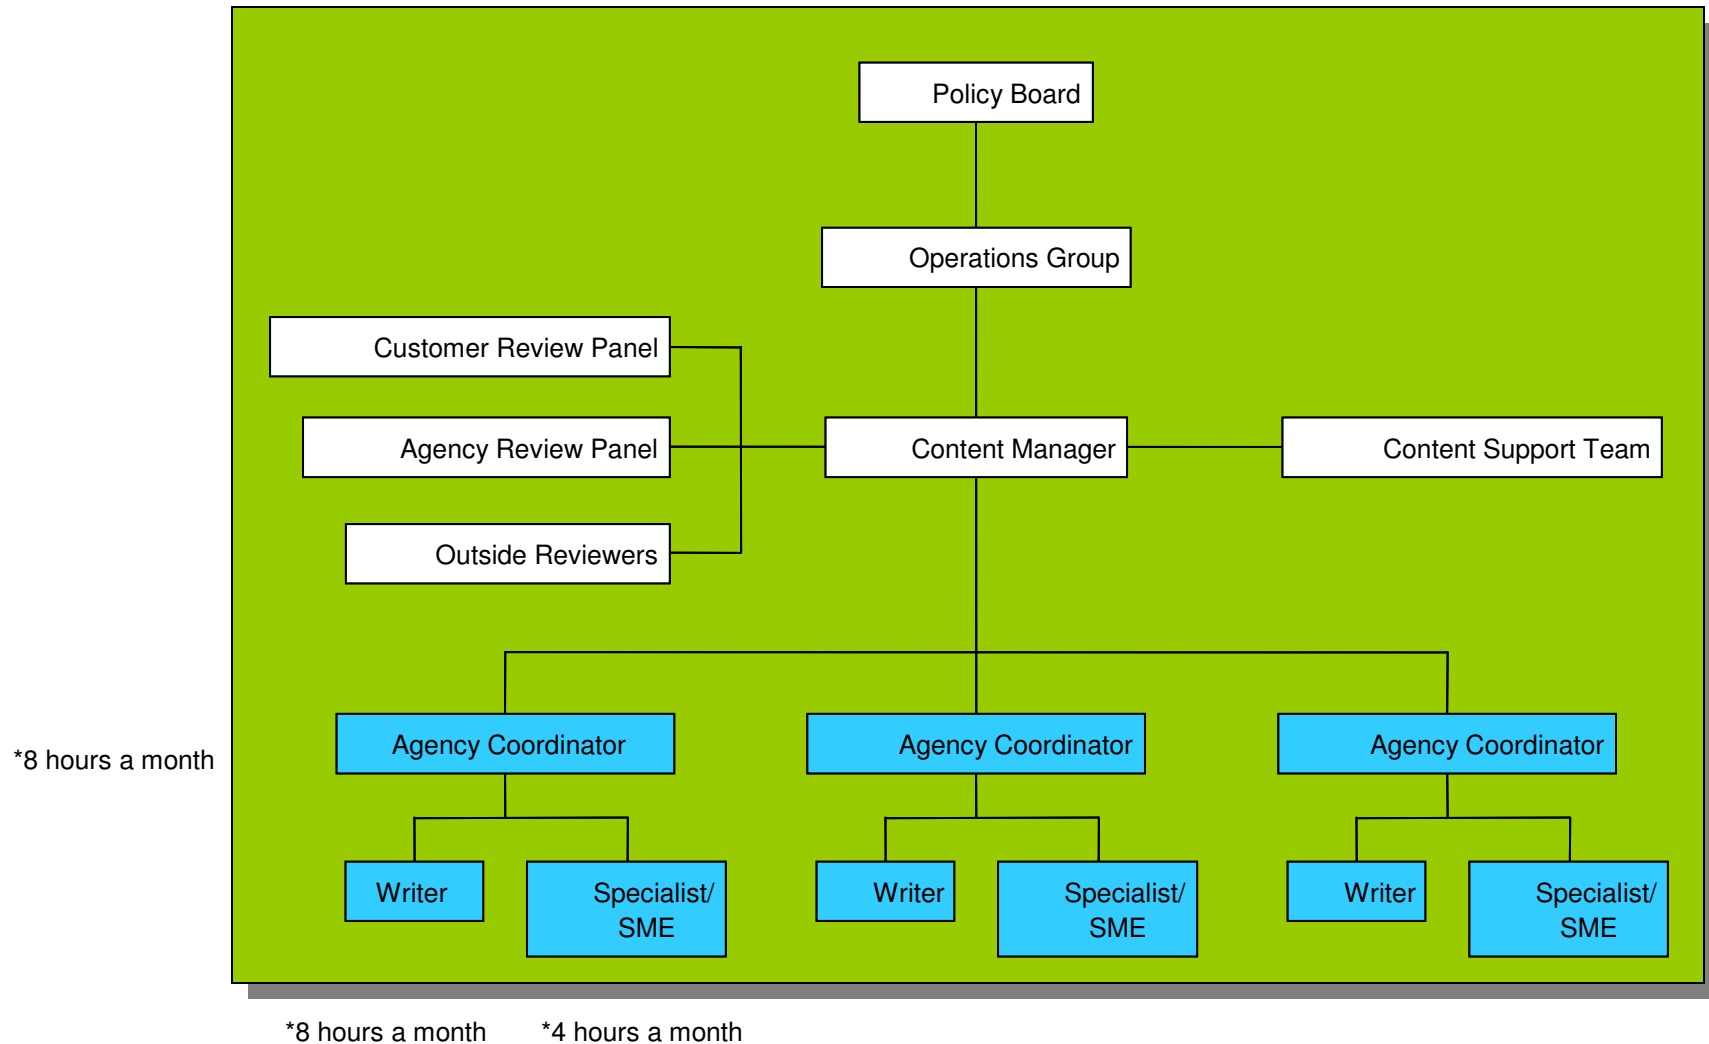 Policy Board
Operations Group
Customer Review Panel
Agency Review Panel
Content Manager
Content Support Team
Outside Reviewers
*8 hours a month
Agency Coordinator
Agency Coordinator
Agency Coordinator
Writer
Specialist/
SME
Writer
Specialist/
SME
Writer
Specialist/
SME
*8 hours a month
*4 hours a month